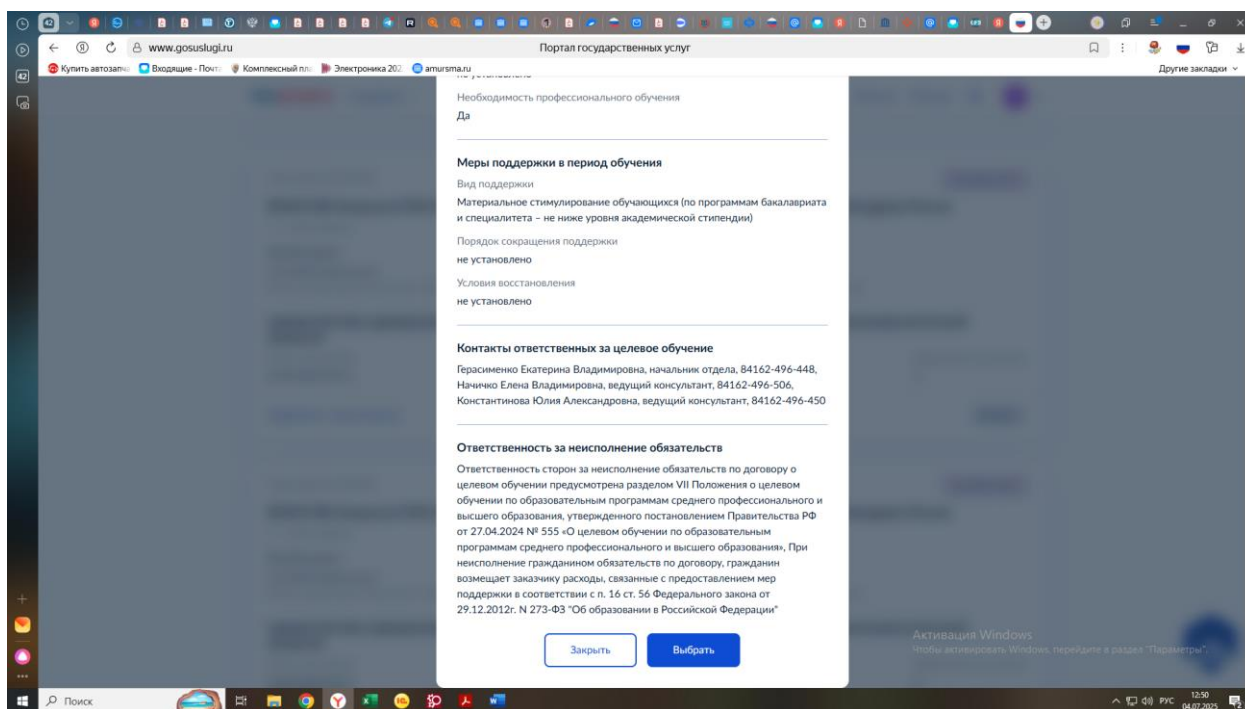 42
www.gosuslugi.ru
Портал государственных услуг
42
Купить автозапча
Входящие - Почт
Комплексный пл
Электроника 202
amursma.ru
Другие закладки
не установлено
Необходимость профессионального обучения
Да
Меры поддержки в период обучения
Вид поддержки
Материальное стимулирование обучающихся (по программам бакалавриата
и специалитета – не ниже уровня академической стипендии)
Порядок сокращения поддержки
не установлено
Условия восстановления
не установлено
Контакты ответственных за целевое обучение
Герасименко Екатерина Владимировна, начальник отдела, 84162-496-448,
Начичко Елена Владимировна, ведущий консультант, 84162-496-506,
Константинова Юлия Александровна, ведущий консультант, 84162-496-450
Ответственность за неисполнение обязательств
Ответственность сторон за неисполнение обязательств по договору о
целевом обучении предусмотрена разделом VII Положения о целевом
обучении по образовательным программам среднего профессионального и
высшего образования, утвержденного постановлением Правительства РФ
от 27.04.2024 № 555 «О целевом обучении по образовательным
программам среднего профессионального и высшего образования», При
неисполнение гражданином обязательств по договору, гражданин
возмещает заказчику расходы, связанные с предоставлением мер
поддержки в соответствии с п. 16 ст. 56 Федерального закона от
29.12.2012г. N 273-ФЗ "Об образовании в Российской Федерации"
Закрыть
Выбрать
Активация Windows
Чтобы активировать Windows, перейдите в раздел "Параметры".
Поиск
РУС
12:50
04.07.2025